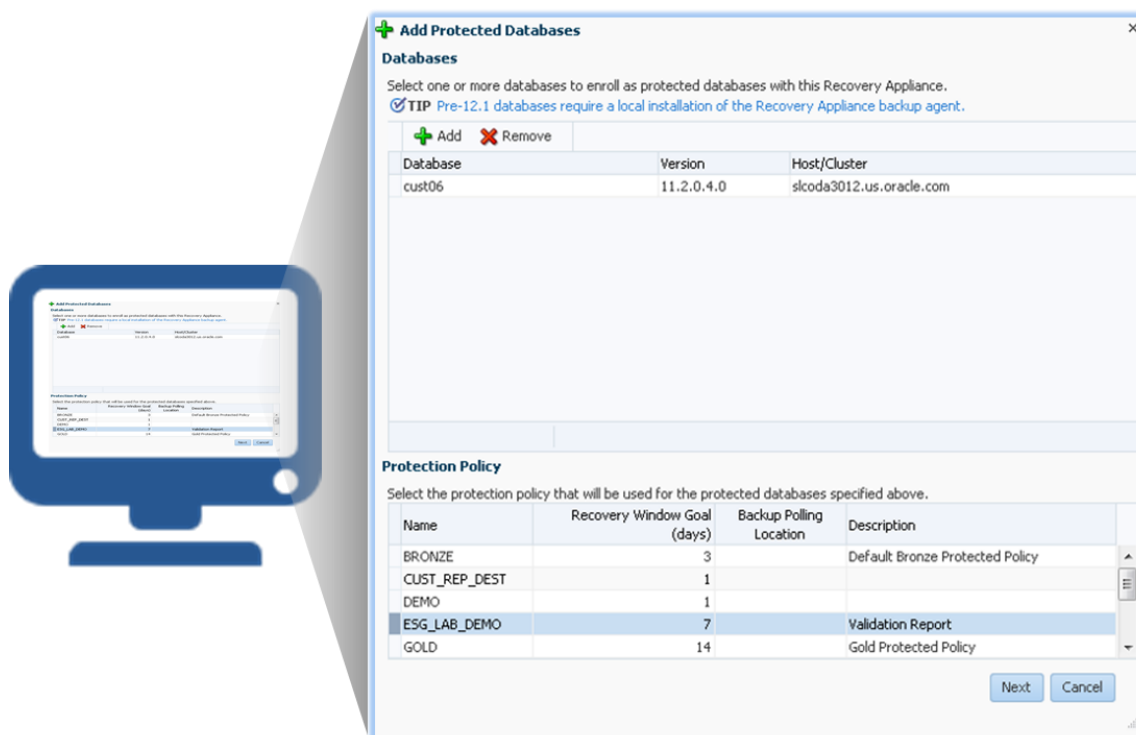 Add Protected Databases
Databases
Select one or more databases to enroll as protected databases with this Recovery Appliance.
TIP Pre-12.1 databases require a local installation of the Recovery Appliance backup agent.
Add Remove
Database Version Host/Cluster
cust06 11.2.0.4.0 slcoda3012.us.oracle.com
Protection Policy
Select the protection policy that will be used for the protected databases specified above.
Name Recovery Window Goal (days) Backup Polling Location Description
BRONZE 3 Default Bronze Protected Policy
CUST_REP_DEST 1
DEMO 1
ESG_LAB_DEMO 7 Validation Report
GOLD 14 Gold Protected Policy
Next Cancel